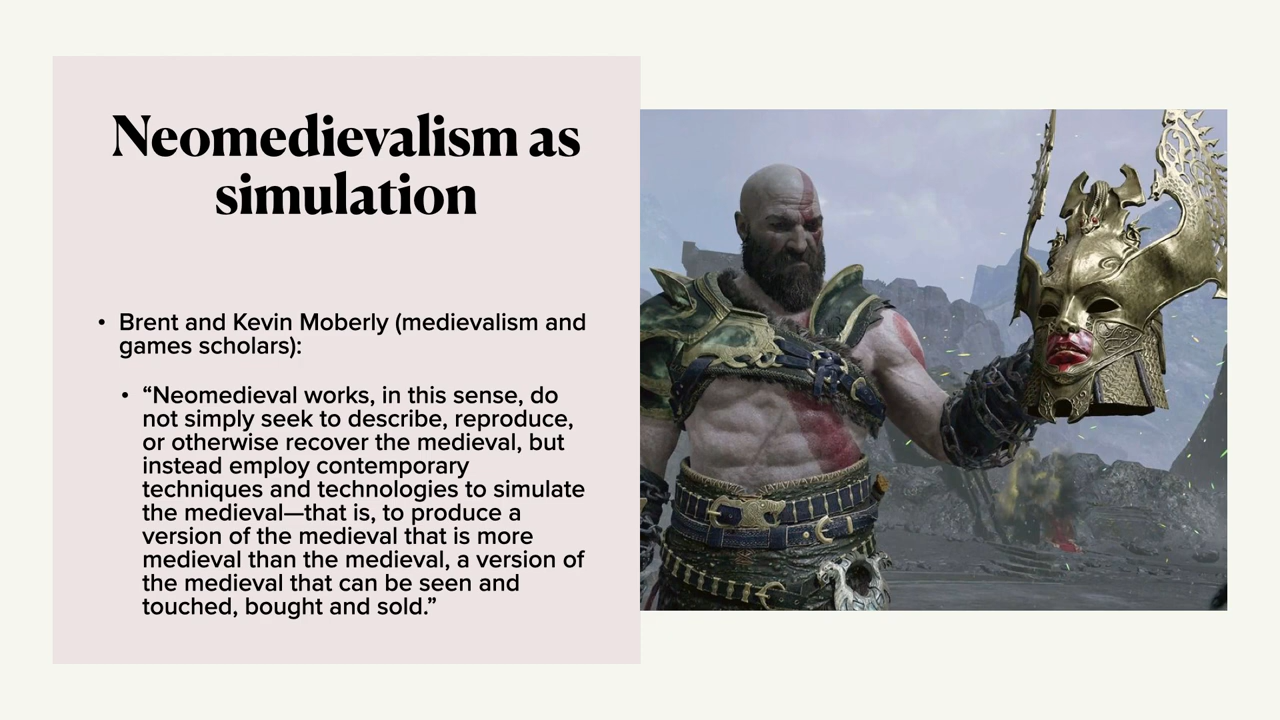 Neomedievalism as
simulation
• Brent and Kevin Moberly (medievalism and
games scholars):
• “Neomedieval works, in this sense, do
not simply seek to describe, reproduce,
or otherwise recover the medieval, but
instead employ contemporary
techniques and technologies to simulate
the medieval—that is, to produce a
version of the medieval that is more
medieval than the medieval, a version of
the medieval that can be seen and
touched, bought and sold.”